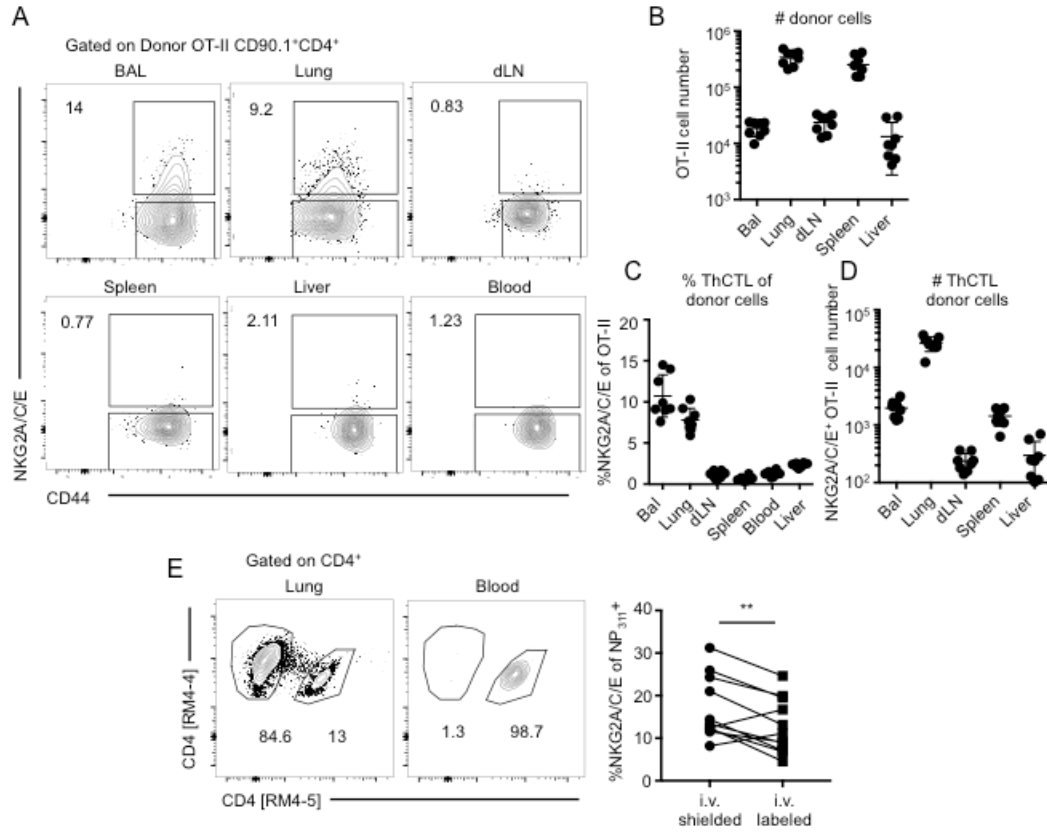 A
Gated on Donor OT-II CD90.1⁺CD4⁺
BAL
Lung
dLN
14
9.2
0.83
Spleen
Liver
Blood
0.77
2.11
1.23
NKG2A/C/E
CD44
B
# donor cells
OT-II cell number
10⁶
10⁵
10⁴
10³
Bal
Lung
dLN
Spleen
Liver
C
% ThCTL of
donor cells
%NKG2A/C/E of OT-II
20
15
10
5
0
Bal
Lung
dLN
Spleen
Blood
Liver
D
# ThCTL
donor cells
NKG2A/C/E⁺ OT-II cell number
10⁵
10⁴
10³
10²
Bal
Lung
dLN
Spleen
Liver
E
Gated on CD4⁺
Lung
Blood
84.6
13
1.3
98.7
CD4 [RM4-4]
CD4 [RM4-5]
**
%NKG2A/C/E of NP₃₁₁+
40
30
20
10
0
i.v.
shielded
i.v.
labeled